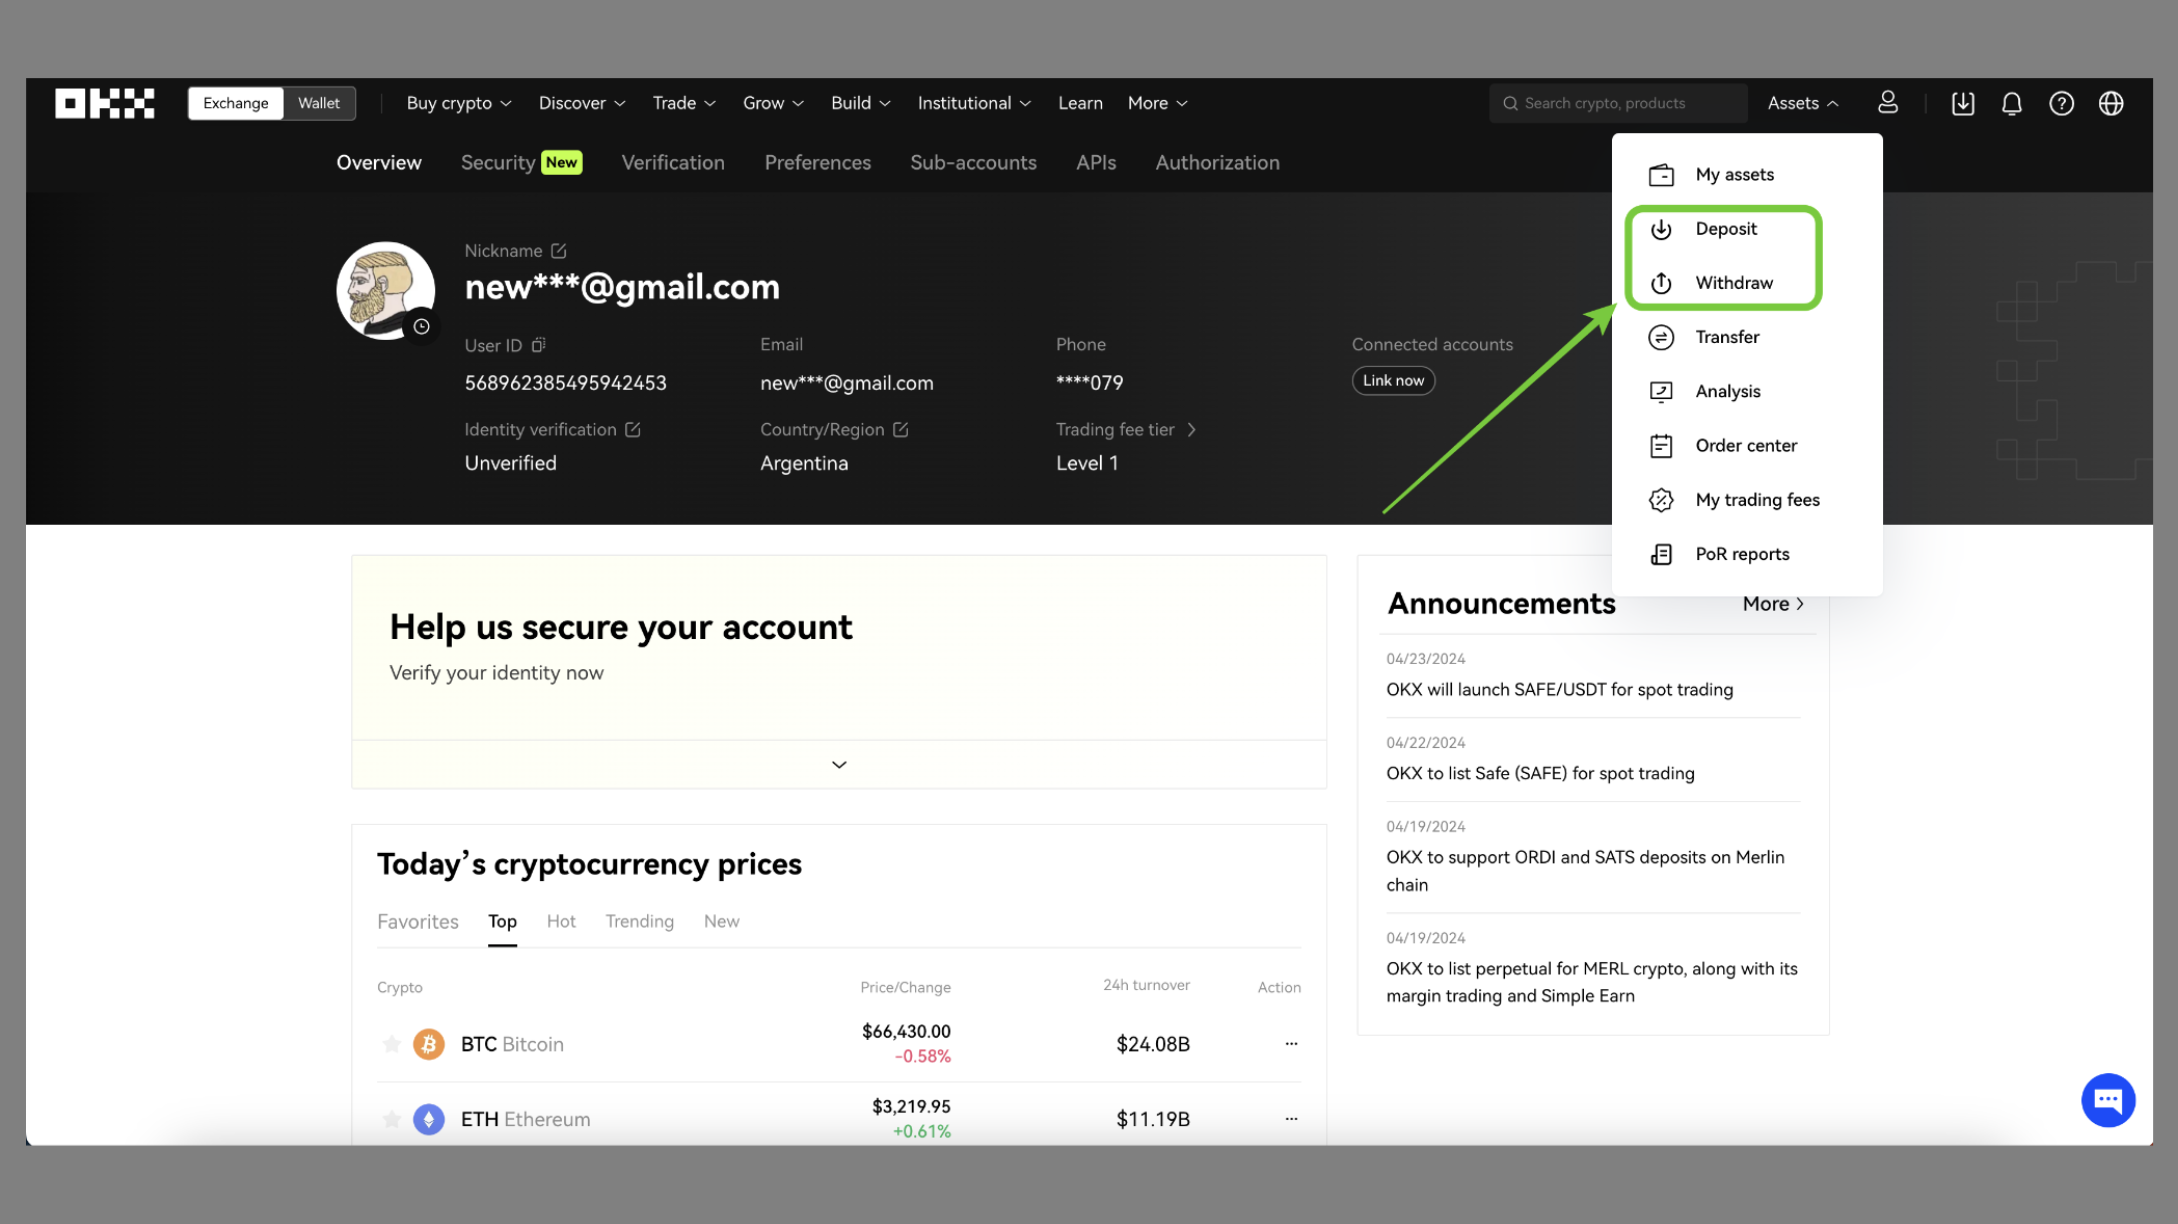 OKX Exchange Wallet Buy crypto Discover Trade Grow Build Institutional Learn More Search crypto, products Assets
Overview Security New Verification Preferences Sub-accounts APIs Authorization
My assets
Deposit
Withdraw
Transfer
Analysis
Order center
My trading fees
PoR reports
Nickname
new***@gmail.com
User ID Email Phone Connected accounts
568962385495942453 new***@gmail.com ****079 Link now
Identity verification Country/Region Trading fee tier
Unverified Argentina Level 1
Help us secure your account
Verify your identity now
Today’s cryptocurrency prices
Favorites Top Hot Trending New
Crypto Price/Change 24h turnover Action
BTC Bitcoin $66,430.00 $24.08B ...
-0.58%
ETH Ethereum $3,219.95 $11.19B ...
+0.61%
Announcements More
04/23/2024
OKX will launch SAFE/USDT for spot trading
04/22/2024
OKX to list Safe (SAFE) for spot trading
04/19/2024
OKX to support ORDI and SATS deposits on Merlin
chain
04/19/2024
OKX to list perpetual for MERL crypto, along with its
margin trading and Simple Earn